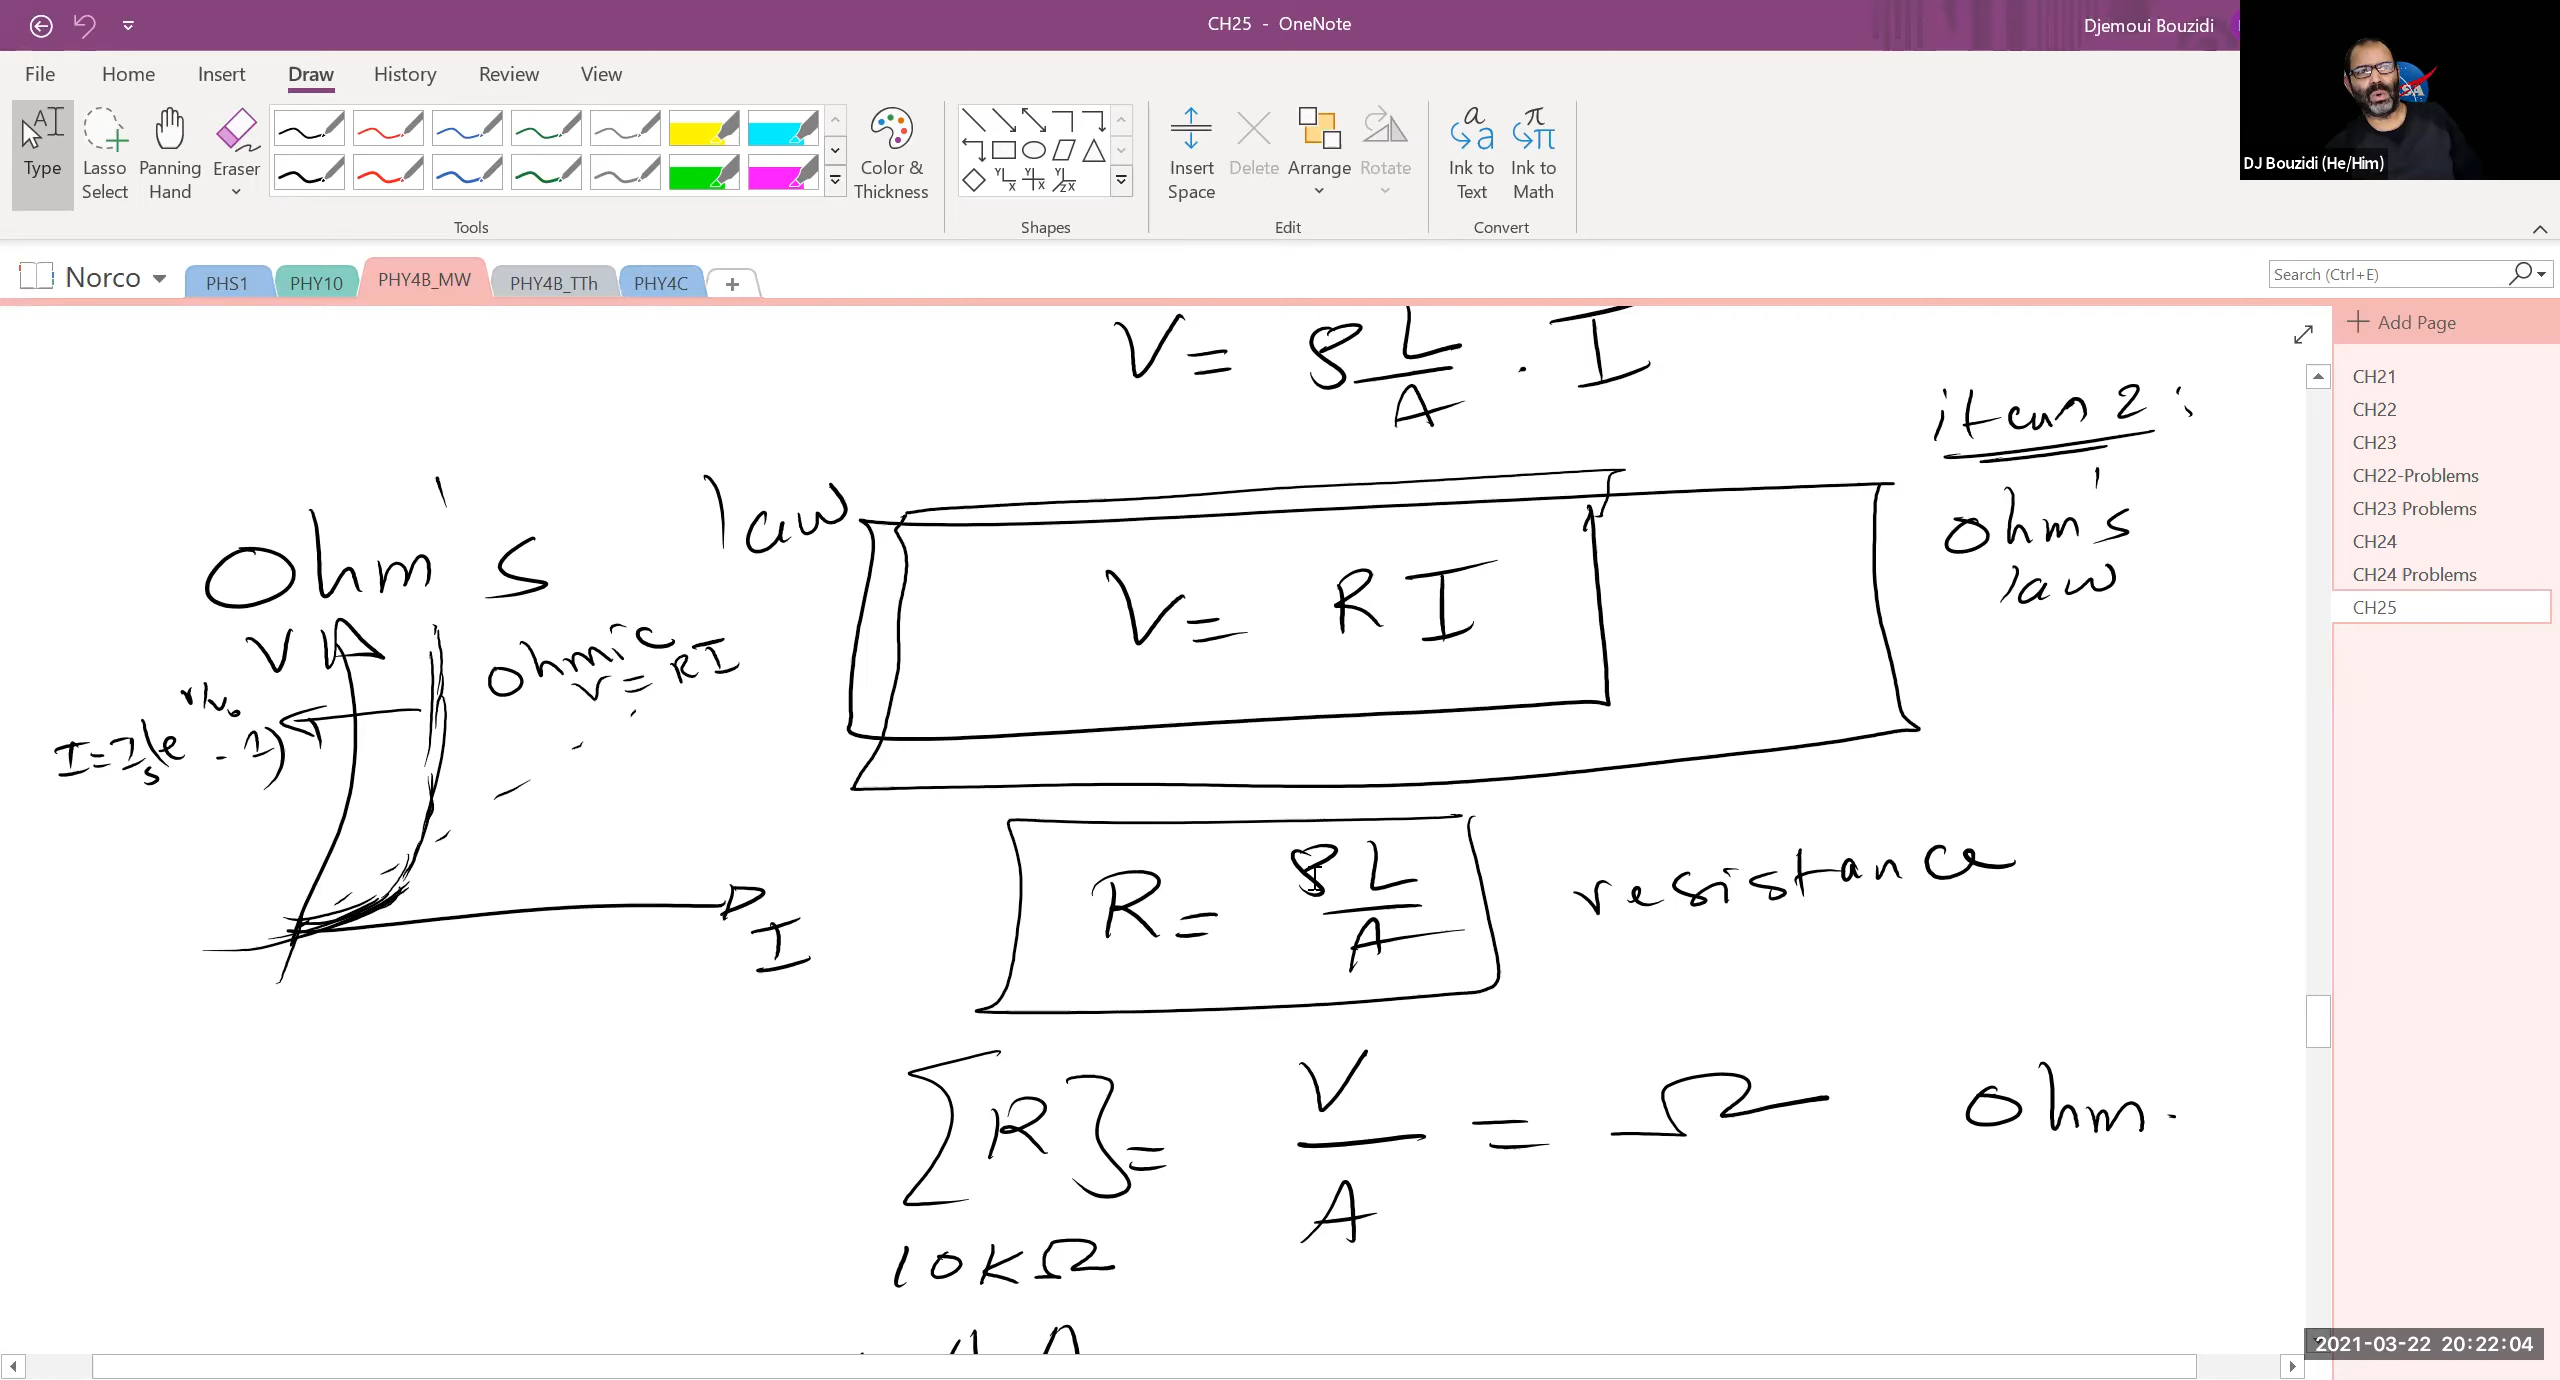 CH25 - OneNote
Djemoui Bouzidi
File Home Insert Draw History Review View
Type
Lasso Select
Panning Hand
Eraser
Color & Thickness
Insert Space
Delete
Arrange
Rotate
Ink to Text
Ink to Math
Tools
Shapes
Edit
Convert
DJ Bouzidi (He/Him)
Norco
PHS1 PHY10 PHY4B_MW PHY4B_TTh PHY4C +
Search (Ctrl+E)
Add Page
CH21
CH22
CH23
CH22-Problems
CH23 Problems
CH24
CH24 Problems
CH25
V = ρ L/A . I
item 2 :
Ohm's law
Ohm's law
V = R I
V
ohmic
V = RI
I = Is(e^V/V0 - 1)
I
R = ρL/A
resistance
[R] = V/A = Ω Ohm.
10KΩ
2021-03-22 20:22:04